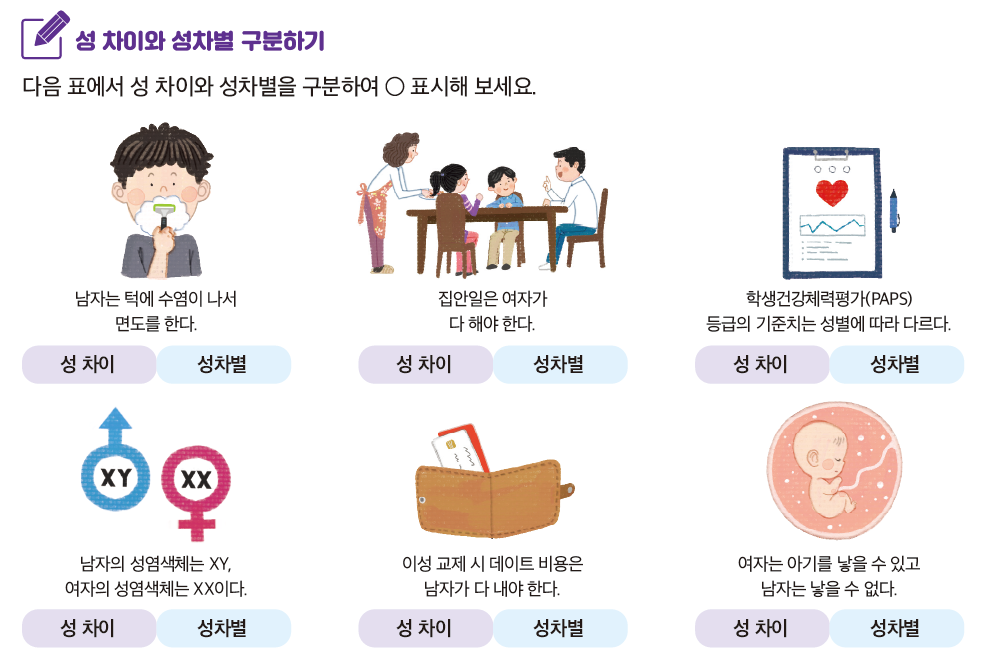 성 차이와 성차별 구분하기
다음 표에서 성 차이와 성차별을 구분하여 ○ 표시해 보세요.
남자는 턱에 수염이 나서
면도를 한다.
성 차이 성차별
집안일은 여자가
다 해야 한다.
성 차이 성차별
학생건강체력평가(PAPS)
등급의 기준치는 성별에 따라 다르다.
성 차이 성차별
XY
XX
남자의 성염색체는 XY,
여자의 성염색체는 XX이다.
성 차이 성차별
이성 교제 시 데이트 비용은
남자가 다 내야 한다.
성 차이 성차별
여자는 아기를 낳을 수 있고
남자는 낳을 수 없다.
성 차이 성차별